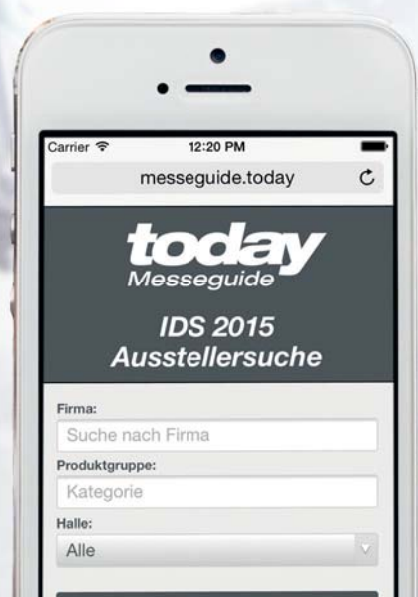 Carrier 12:20 PM
messeguide.today
today
Messeguide
IDS 2015
Ausstellersuche
Firma:
Suche nach Firma
Produktgruppe:
Kategorie
Halle:
Alle